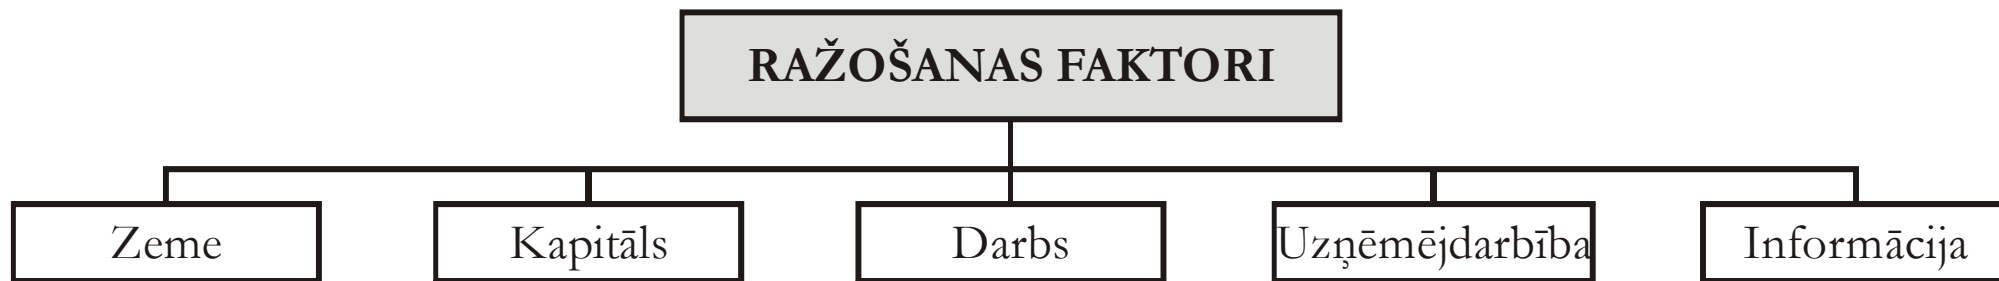 RAŽOŠANAS FAKTORI
Zeme
Kapitāls
Darbs
Uzņēmējdarbība
Informācija